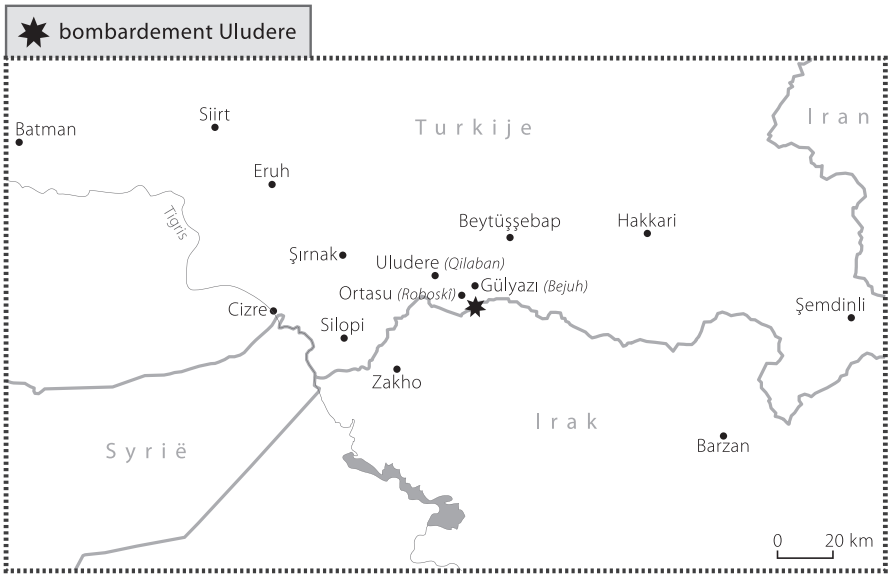 bombardement Uludere
Iran
Siirt
Turkije
Batman
Eruh
Tigris
Beytüşşebap
Hakkari
Şırnak
Uludere (Qilaban)
Gülyazı (Bejuh)
Ortasu (Roboskî)
Cizre
Şemdinli
Silopi
Zakho
Irak
Syrië
Barzan
0 20 km